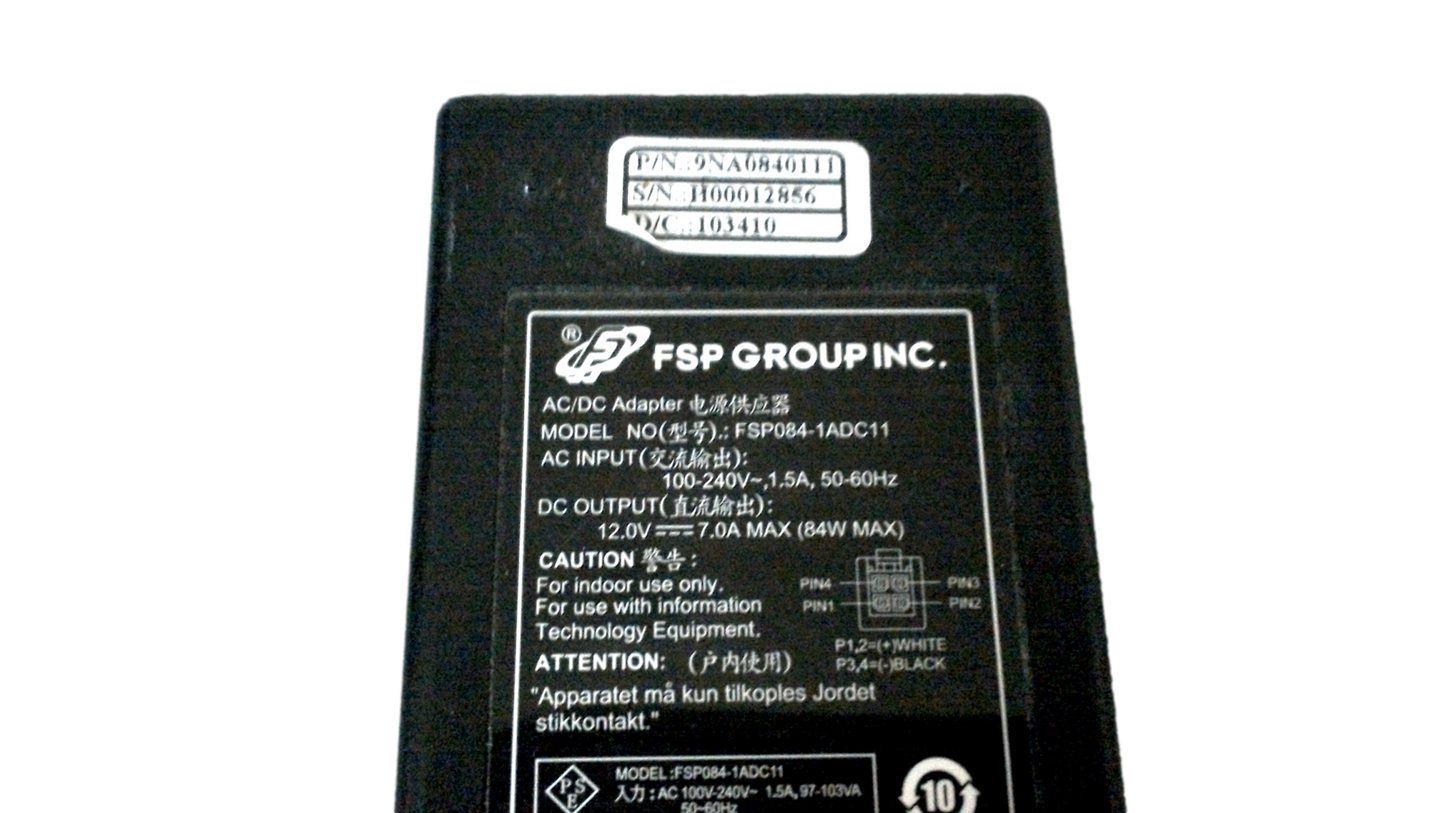 P/N.:9NA0840111
S/N.:H00012856
D/C.:103410
® FSP GROUP INC.
AC/DC Adapter 电源供应器
MODEL NO(型号).: FSP084-1ADC11
AC INPUT(交流输出):
100-240V~,1.5A, 50-60Hz
DC OUTPUT(直流输出):
12.0V⎓7.0A MAX (84W MAX)
CAUTION 警告:
For indoor use only.
For use with information
Technology Equipment.
PIN4 PIN3
PIN1 PIN2
P1,2=(+)WHITE
P3,4=(-)BLACK
ATTENTION: (户内使用)
"Apparatet må kun tilkoples Jordet
stikkontakt."
PSE
MODEL:FSP084-1ADC11
入力:AC 100V-240V~ 1.5A, 97-103VA
50~60Hz
10